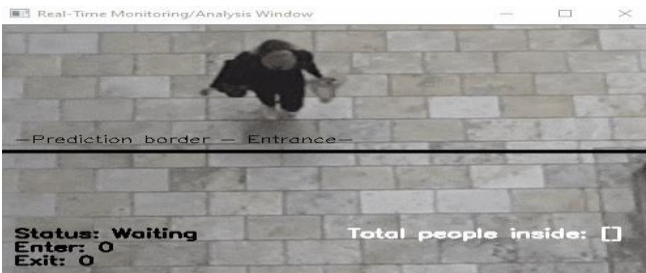 Real-Time Monitoring/Analysis Window
-Prediction border - Entrance-
Status: Waiting
Total people inside: []
Enter: 0
Exit: 0